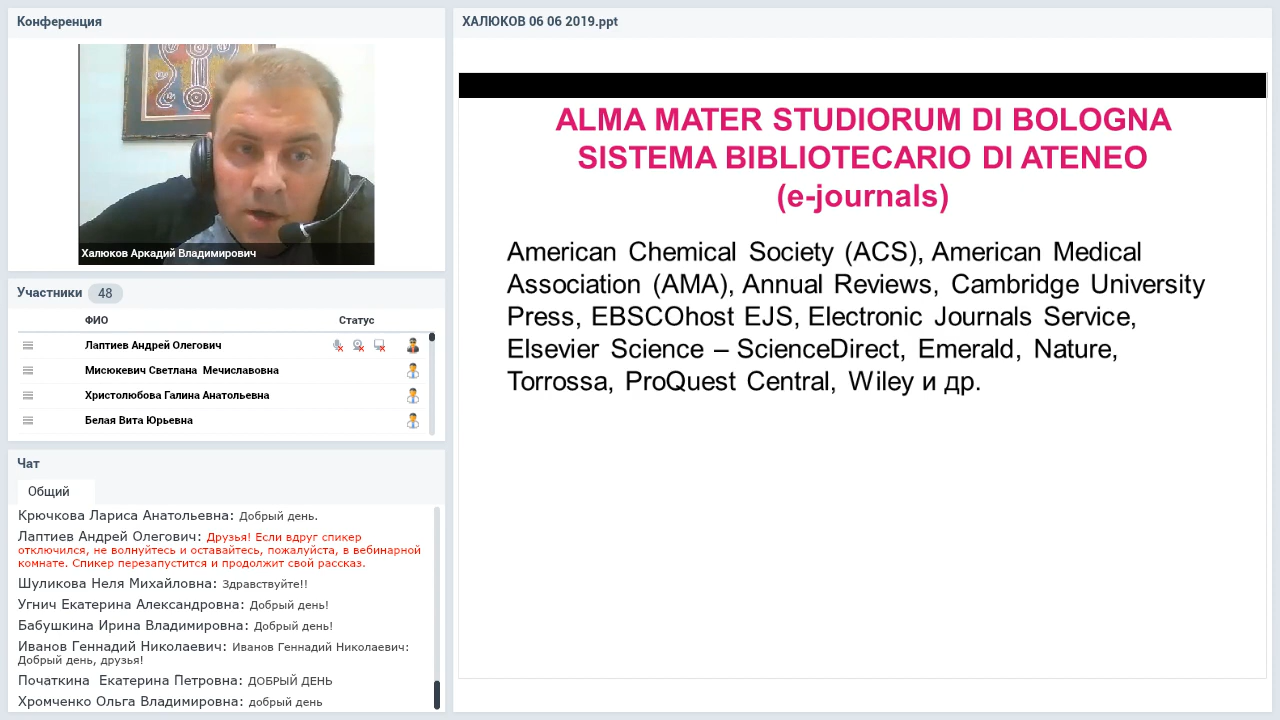 Конференция
Халюков Аркадий Владимирович
Участники 48
ФИО Статус
Лаптиев Андрей Олегович
Мисюкевич Светлана Мечиславовна
Христолюбова Галина Анатольевна
Белая Вита Юрьевна
Чат
Общий
Крючкова Лариса Анатольевна: Добрый день.
Лаптиев Андрей Олегович: Друзья! Если вдруг спикер
отключился, не волнуйтесь и оставайтесь, пожалуйста, в вебинарной
комнате. Спикер перезапустится и продолжит свой рассказ.
Шуликова Неля Михайловна: Здравствуйте!!
Угнич Екатерина Александровна: Добрый день!
Бабушкина Ирина Владимировна: Добрый день!
Иванов Геннадий Николаевич: Иванов Геннадий Николаевич:
Добрый день, друзья!
Початкина Екатерина Петровна: ДОБРЫЙ ДЕНЬ
Хромченко Ольга Владимировна: добрый день
ХАЛЮКОВ 06 06 2019.ppt
ALMA MATER STUDIORUM DI BOLOGNA
SISTEMA BIBLIOTECARIO DI ATENEO
(e-journals)
American Chemical Society (ACS), American Medical
Association (AMA), Annual Reviews, Cambridge University
Press, EBSCOhost EJS, Electronic Journals Service,
Elsevier Science – ScienceDirect, Emerald, Nature,
Torrossa, ProQuest Central, Wiley и др.